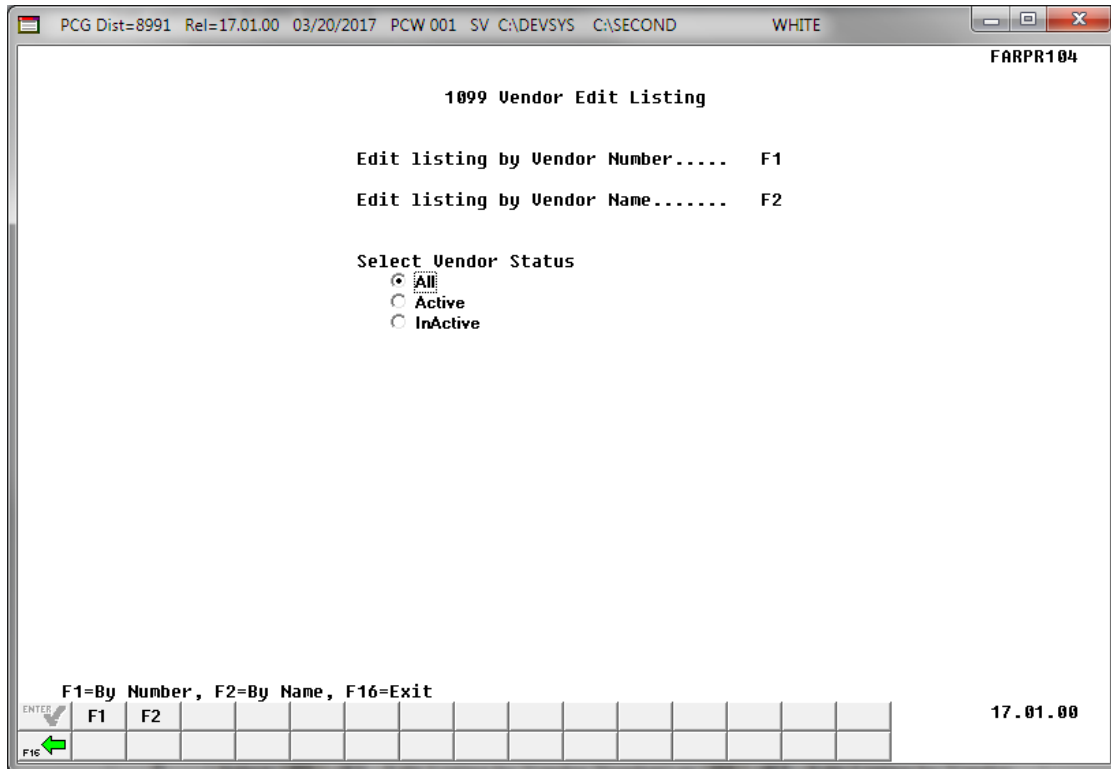 PCG Dist=8991 Rel=17.01.00 03/20/2017 PCW 001 SV C:\DEVSYS C:\SECOND WHITE
FARPR104
1099 Vendor Edit Listing
Edit listing by Vendor Number..... F1
Edit listing by Vendor Name....... F2
Select Vendor Status
All
Active
InActive
F1=By Number, F2=By Name, F16=Exit
ENTER F1 F2
17.01.00
F16